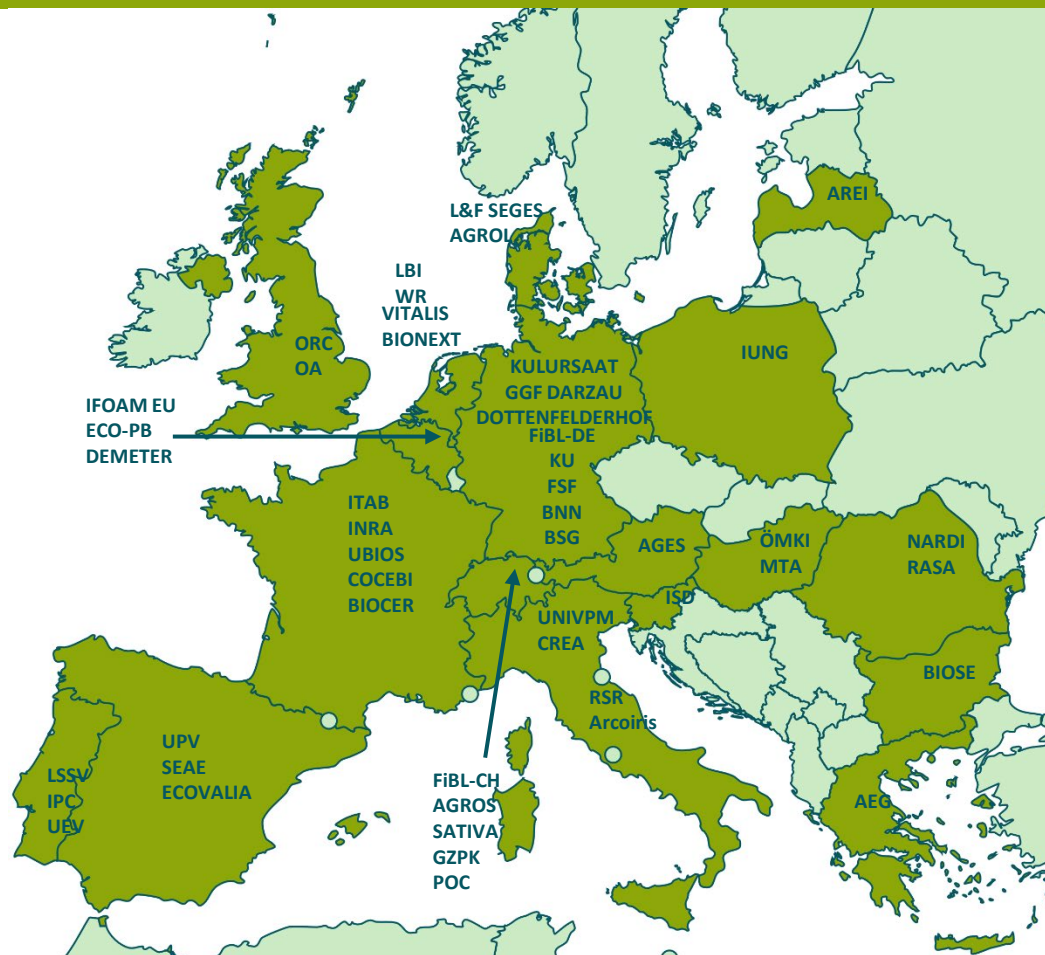 AREI
L&F SEGES
AGROL
LBI
WR
VITALIS
BIONEXT
ORC
OA
IUNG
KULURSAAT
GGF DARZAU
DOTTENFELDERHOF
FiBL-DE
KU
FSF
BNN
BSG
IFOAM EU
ECO-PB
DEMETER
ITAB
INRA
UBIOS
COCEBI
BIOCER
AGES
ÖMKI
MTA
NARDI
RASA
ISD
UNIVPM
CREA
BIOSE
RSR
Arcoiris
UPV
SEAE
ECOVALIA
LSSV
IPC
UEV
FiBL-CH
AGROS
SATIVA
GZPK
POC
AEG